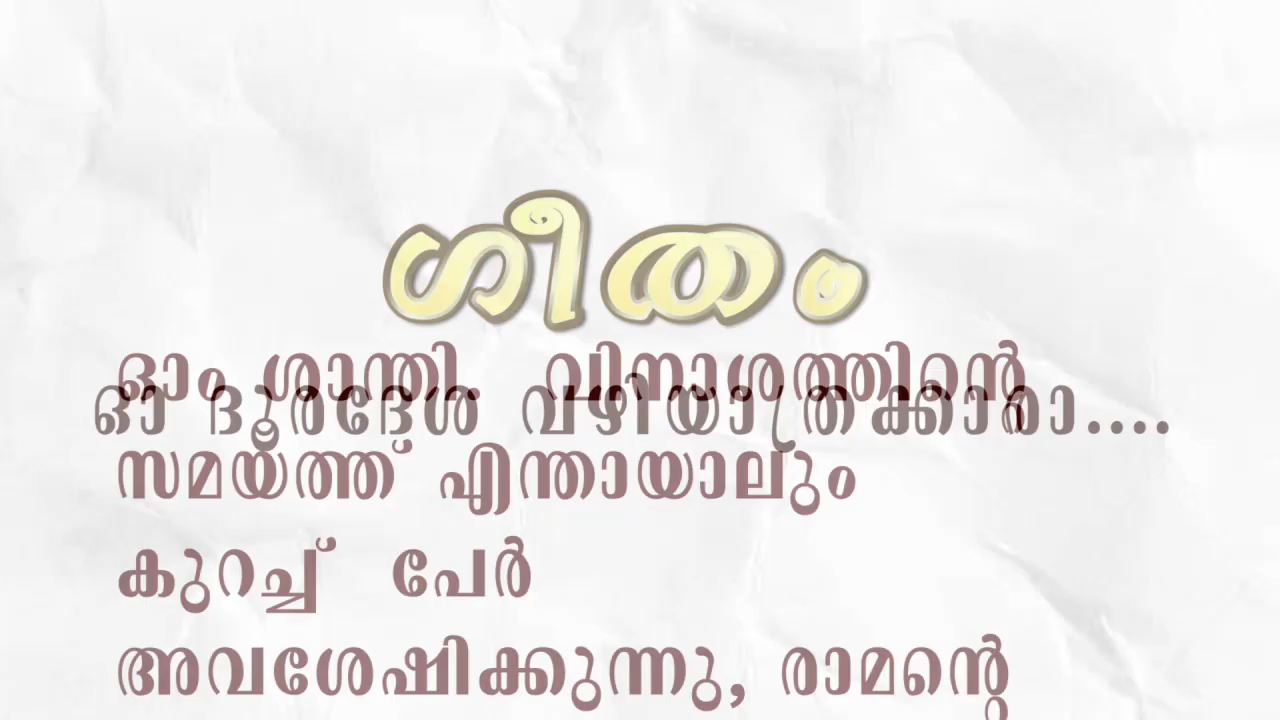 ഗീതം
ഓം ശാന്തി. വിനാശത്തിന്റെ
ഓ ദൂരദേശ വഴിയാത്രക്കാരാ....
സമയത്ത് എന്തായാലും
കുറച്ച് പേർ
അവശേഷിക്കുന്നു, രാമന്റെ